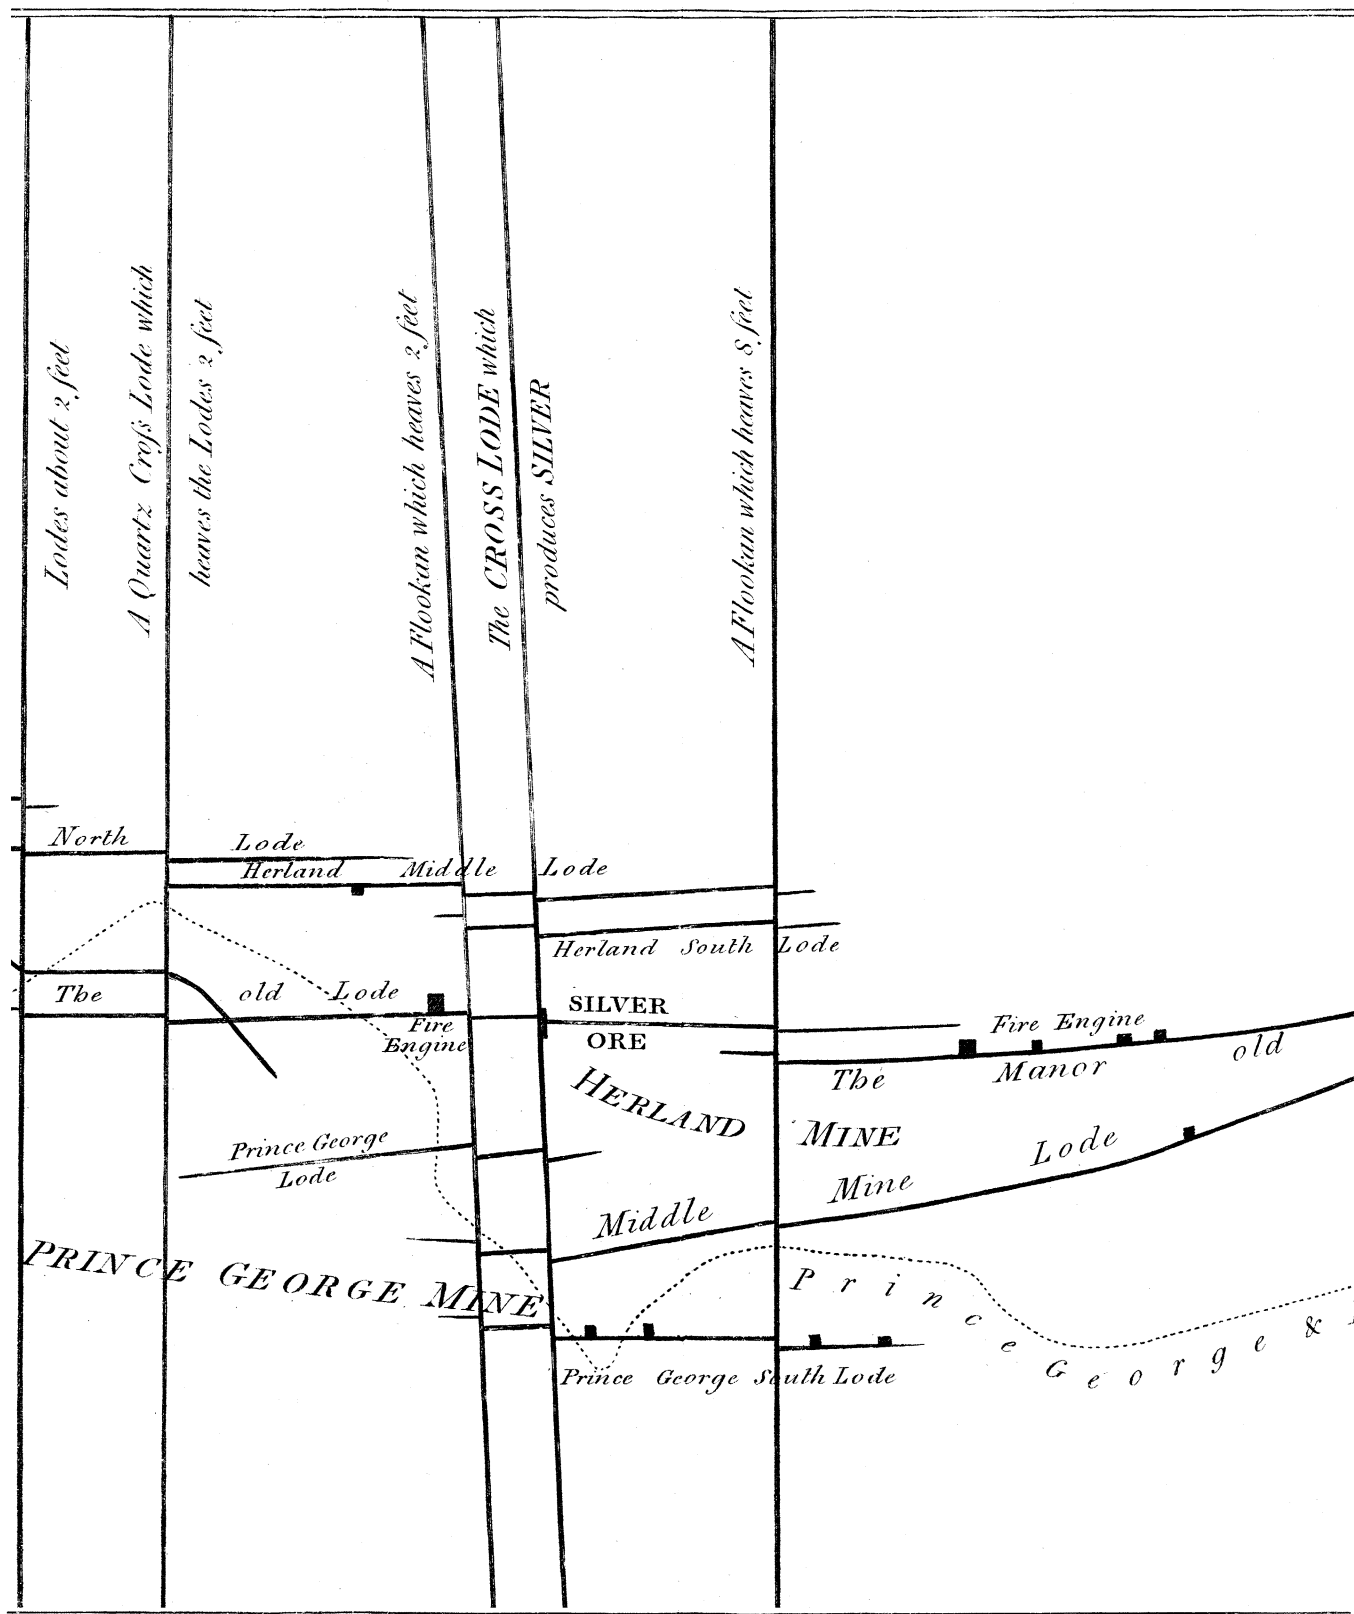 Lodes about 2 feet
A Quartz Croſs Lode which
heaves the Lodes 2 feet
A Flookan which heaves 2 feet
The CROSS LODE which
produces SILVER
A Flookan which heaves 8 feet
North Lode
Herland Middle Lode
Herland South Lode
The old Lode
Fire
Engine
SILVER
ORE
Fire Engine
The Manor old
HERLAND MINE
Prince George
Lode
Middle Mine Lode
PRINCE GEORGE MINE
Prince George &
Prince George South Lode